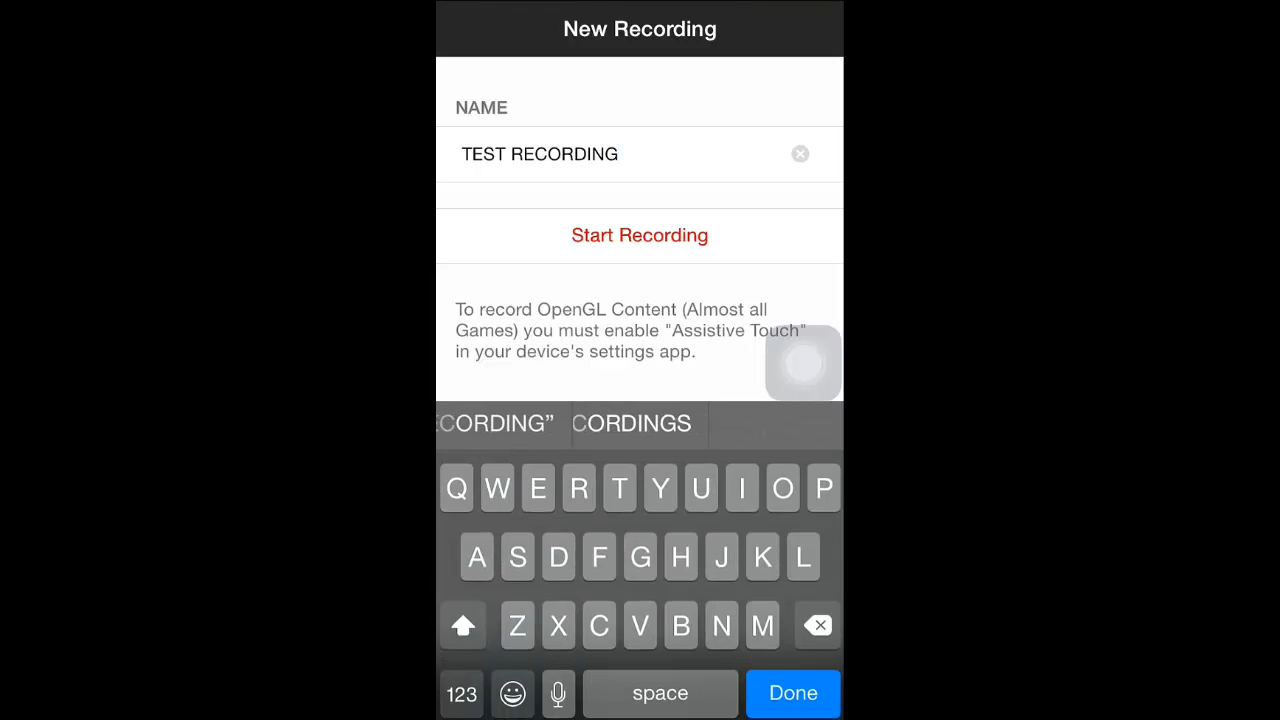 New Recording
NAME
TEST RECORDING
Start Recording
To record OpenGL Content (Almost all
Games) you must enable "Assistive Touch"
in your device's settings app.
ECORDING” CORDINGS
Q W E R T Y U I O P
A S D F G H J K L
Z X C V B N M
123 space Done